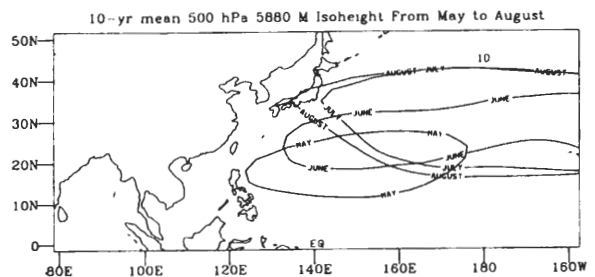 10-yr mean 500 hPa 5880 M Isoheight From May to August
50N
10
AUGUST JULY AUGUST
40N
JUNE
JULY
AUGUST
JUNE
30N
MAY MAY
JUNE
20N
JUNE
JULY
AUGUST
MAY
10N
0
EQ
80E 100E 120E 140E 160E 180 160W